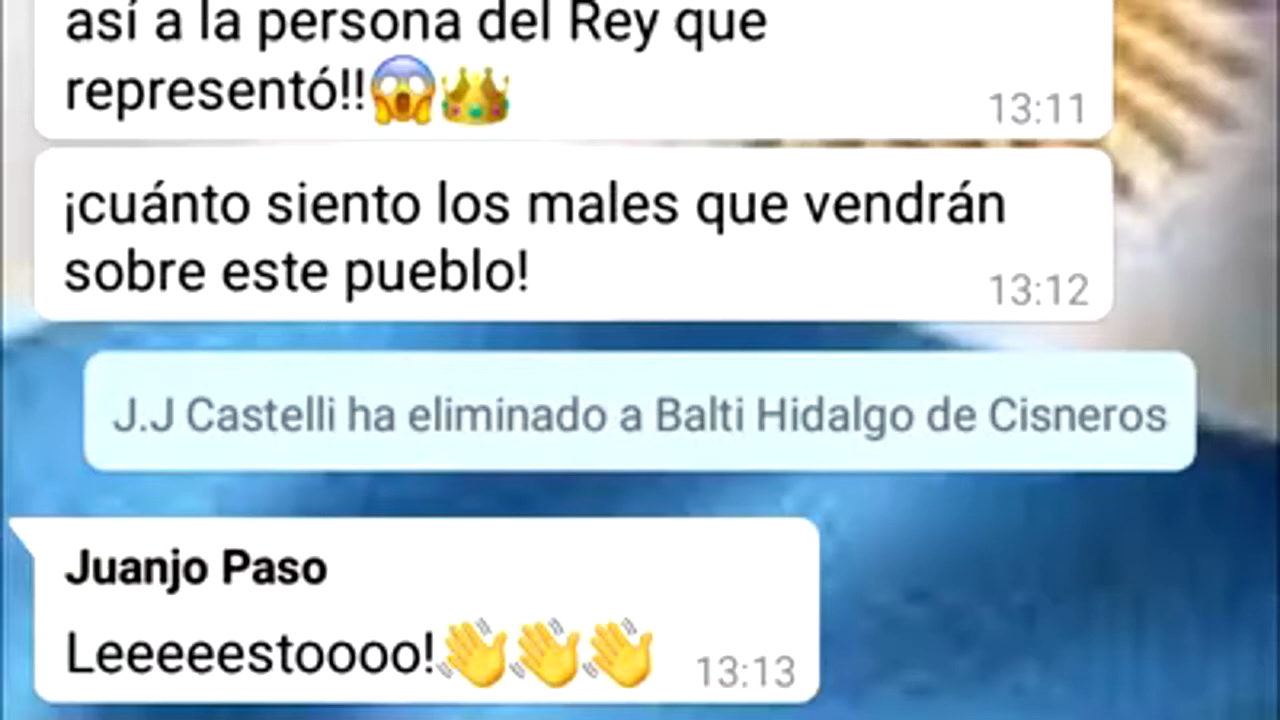 así a la persona del Rey que
representó!!😱👑
13:11
¡cuánto siento los males que vendrán
sobre este pueblo!
13:12
J.J Castelli ha eliminado a Balti Hidalgo de Cisneros
Juanjo Paso
Leeeeestoooo!👋👋👋
13:13